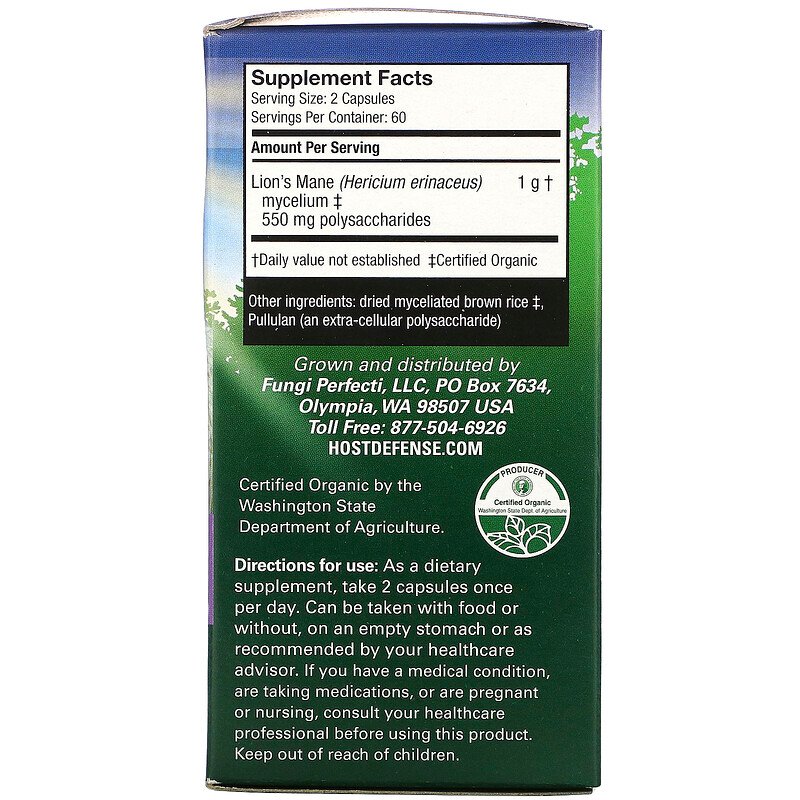 Supplement Facts
Serving Size: 2 Capsules
Servings Per Container: 60
Amount Per Serving
Lion's Mane (Hericium erinaceus) 1 g †
mycelium ‡
550 mg polysaccharides
†Daily value not established ‡Certified Organic
Other ingredients: dried myceliated brown rice ‡,
Pullulan (an extra-cellular polysaccharide)
Grown and distributed by
Fungi Perfecti, LLC, PO Box 7634,
Olympia, WA 98507 USA
Toll Free: 877-504-6926
HOSTDEFENSE.COM
Certified Organic by the
Washington State
Department of Agriculture.
PRODUCER
Certified Organic
Washington State Dept. of Agriculture
Directions for use: As a dietary
supplement, take 2 capsules once
per day. Can be taken with food or
without, on an empty stomach or as
recommended by your healthcare
advisor. If you have a medical condition,
are taking medications, or are pregnant
or nursing, consult your healthcare
professional before using this product.
Keep out of reach of children.